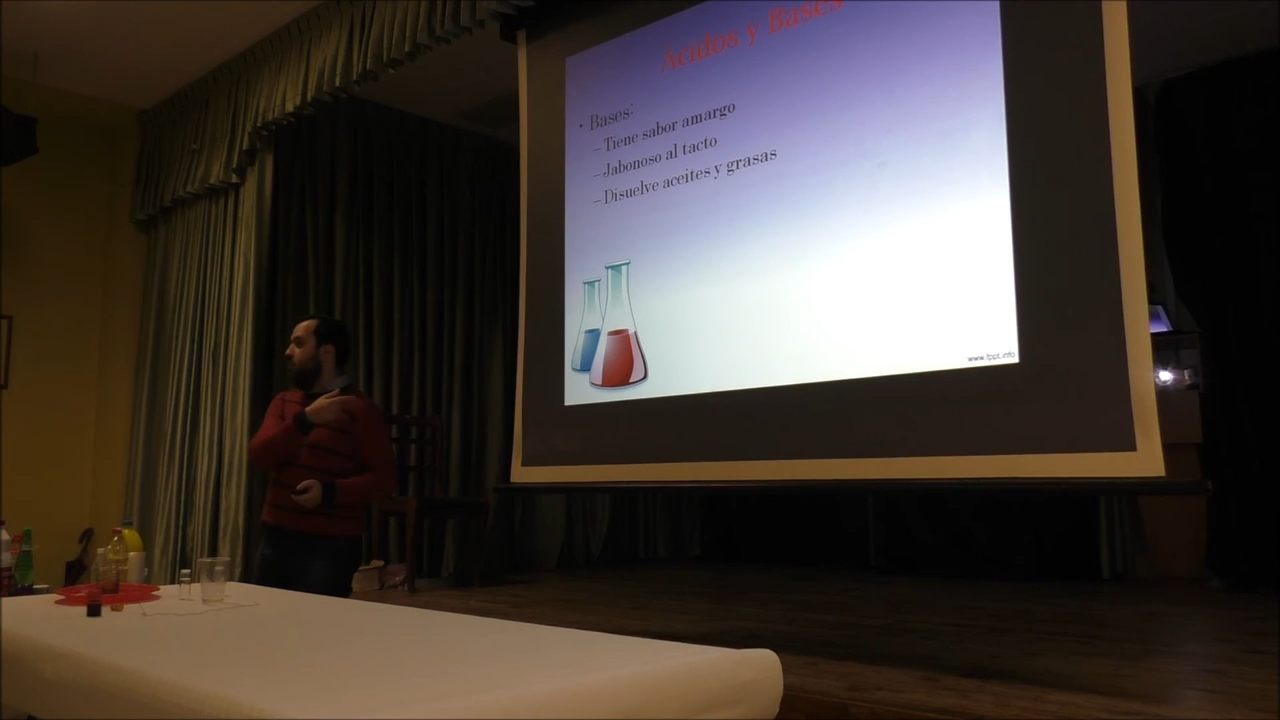 Ácidos y Bases
• Bases:
– Tiene sabor amargo
– Jabonoso al tacto
– Disuelve aceites y grasas
www.fppt.info